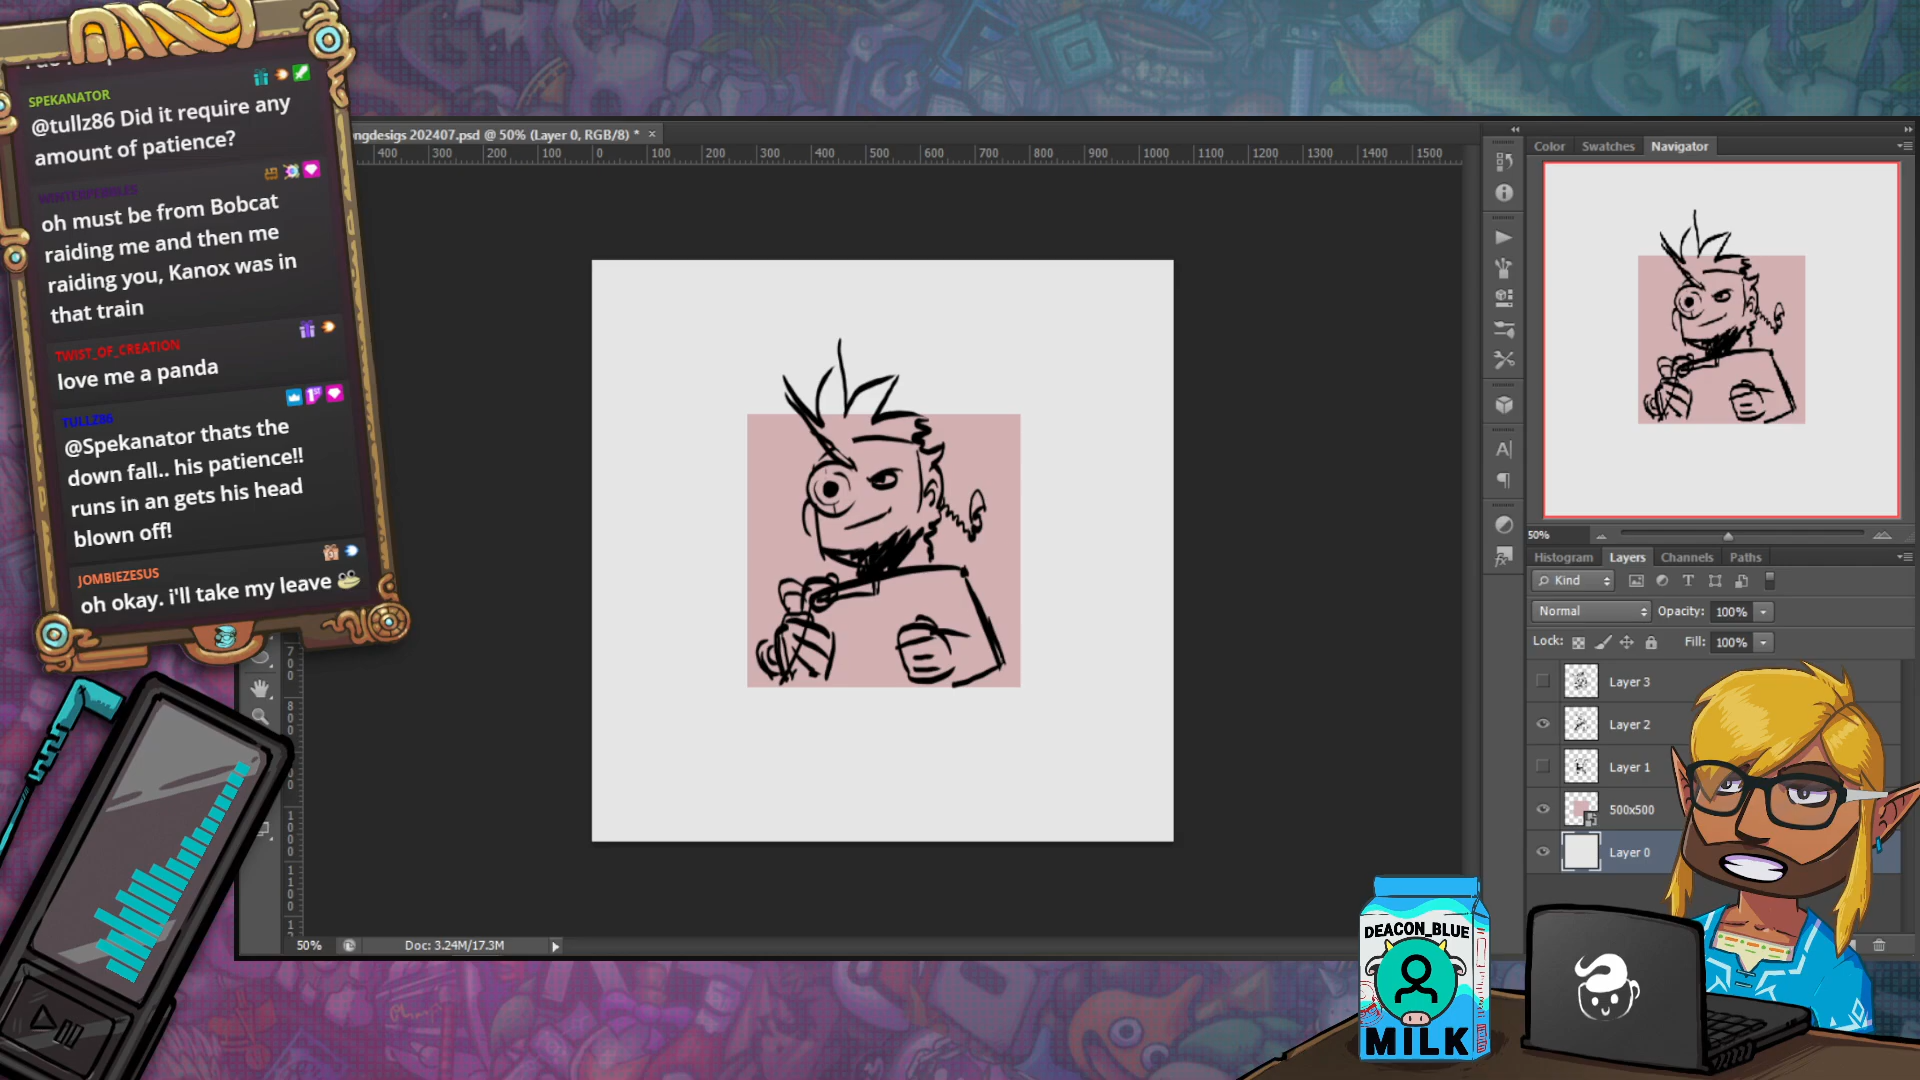 SPEKANATOR
@tullz86 Did it require any
amount of patience?
oh must be from Bobcat
raiding me and then me
raiding you, Kanox was in
that train
TWIST_OF_CREATION
love me a panda
TULLZ86
@Spekanator thats the
down fall.. his patience!!
runs in an gets his head
blown off!
JOMBIEZESUS
oh okay. i'll take my leave
ngdesigs 202407.psd @ 50% (Layer 0, RGB/8) * ×
400 300 200 100 0 100 200 300 400 500 600 700 800 900 1000 1100 1200 1300 1400 1500
50% Doc: 3.24M/17.3M
Color Swatches Navigator
50%
Histogram Layers Channels Paths
Kind
Normal Opacity: 100%
Lock: Fill: 100%
Layer 3
Layer 2
Layer 1
500x500
Layer 0
DEACON_BLUE
MILK